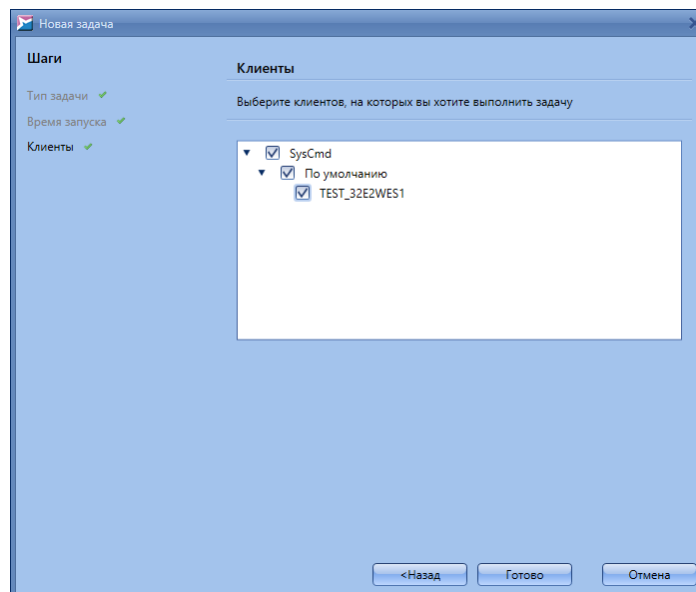 Новая задача
Шаги
Тип задачи
Время запуска
Клиенты
Клиенты
Выберите клиентов, на которых вы хотите выполнить задачу
SysCmd
По умолчанию
TEST_32E2WES1
<Назад
Готово
Отмена